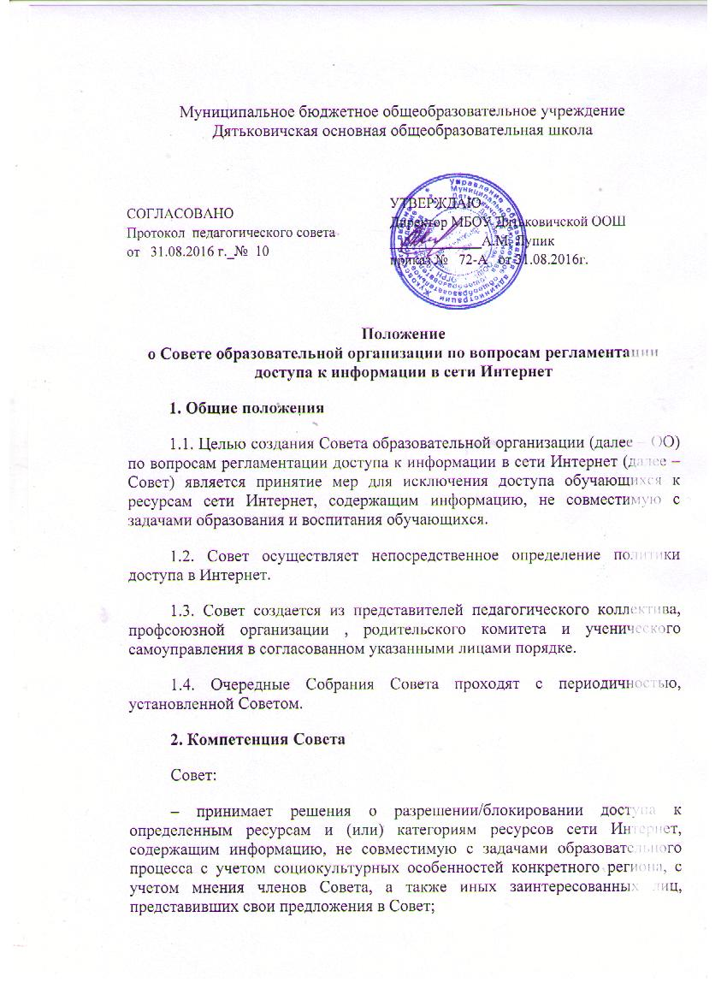 Муниципальное бюджетное общеобразовательное учреждение
Дятьковичская основная общеобразовательная школа
СОГЛАСОВАНО
Протокол педагогического совета
от 31.08.2016 г._№ 10
УТВЕРЖДАЮ
Директор МБОУ Дятьковичской ООШ
____________А.М. Лупик
приказ № 72-А от 31.08.2016г.
Положение
о Совете образовательной организации по вопросам регламентации
доступа к информации в сети Интернет
1. Общие положения
1.1. Целью создания Совета образовательной организации (далее – ОО)
по вопросам регламентации доступа к информации в сети Интернет (далее –
Совет) является принятие мер для исключения доступа обучающихся к
ресурсам сети Интернет, содержащим информацию, не совместимую с
задачами образования и воспитания обучающихся.
1.2. Совет осуществляет непосредственное определение политики
доступа в Интернет.
1.3. Совет создается из представителей педагогического коллектива,
профсоюзной организации , родительского комитета и ученического
самоуправления в согласованном указанными лицами порядке.
1.4. Очередные Собрания Совета проходят с периодичностью,
установленной Советом.
2. Компетенция Совета
Совет:
– принимает решения о разрешении/блокировании доступа к
определенным ресурсам и (или) категориям ресурсов сети Интернет,
содержащим информацию, не совместимую с задачами образовательного
процесса с учетом социокультурных особенностей конкретного региона, с
учетом мнения членов Совета, а также иных заинтересованных лиц,
представивших свои предложения в Совет;